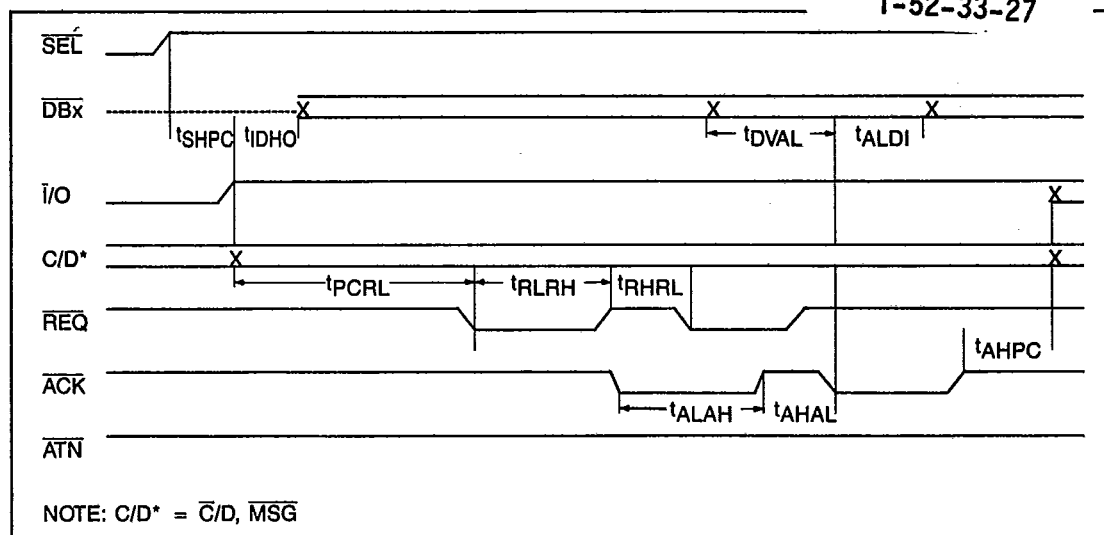 T-52-33-27
SEL
DBx
tSHPC tIDHO tDVAL tALDI
I/O
C/D*
tPCRL tRLRH tRHRL
REQ
tAHPC
ACK
tALAH tAHAL
ATN
NOTE: C/D* = C̅/D, M̅S̅G̅